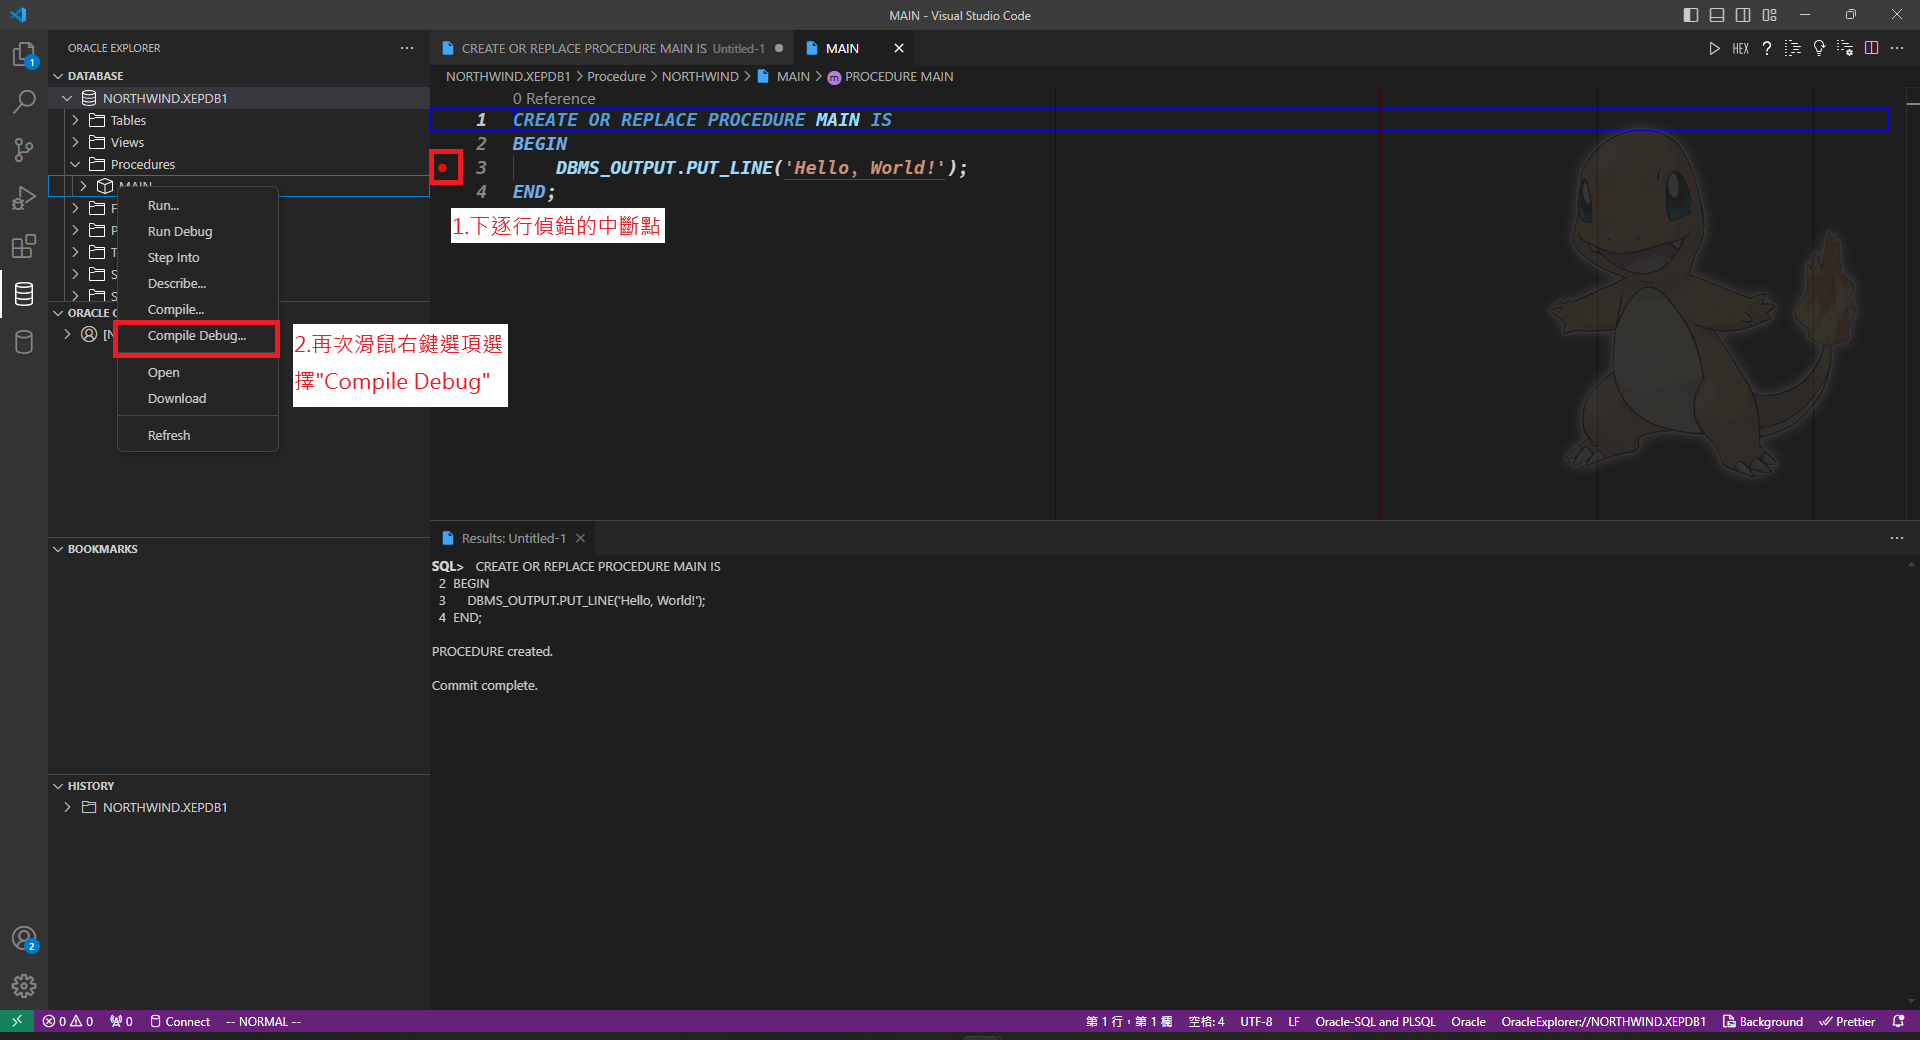 MAIN - Visual Studio Code
ORACLE EXPLORER
DATABASE
NORTHWIND.XEPDB1
Tables
Views
Procedures
MAIN
F
P
T
S
S
Run...
Run Debug
Step Into
Describe...
Compile...
Compile Debug...
Open
Download
Refresh
ORACLE C
[N
BOOKMARKS
HISTORY
NORTHWIND.XEPDB1
1
2
CREATE OR REPLACE PROCEDURE MAIN IS Untitled-1
MAIN
HEX
NORTHWIND.XEPDB1 > Procedure > NORTHWIND > MAIN > PROCEDURE MAIN
0 Reference
1 CREATE OR REPLACE PROCEDURE MAIN IS
2 BEGIN
3 DBMS_OUTPUT.PUT_LINE('Hello, World!');
4 END;
1.下逐行偵錯的中斷點
2.再次滑鼠右鍵選項選
擇"Compile Debug"
Results: Untitled-1
SQL> CREATE OR REPLACE PROCEDURE MAIN IS
2 BEGIN
3 DBMS_OUTPUT.PUT_LINE('Hello, World!');
4 END;
PROCEDURE created.
Commit complete.
0 0 0 Connect -- NORMAL -- 第 1 行，第 1 欄 空格: 4 UTF-8 LF Oracle-SQL and PLSQL Oracle OracleExplorer://NORTHWIND.XEPDB1 Background Prettier